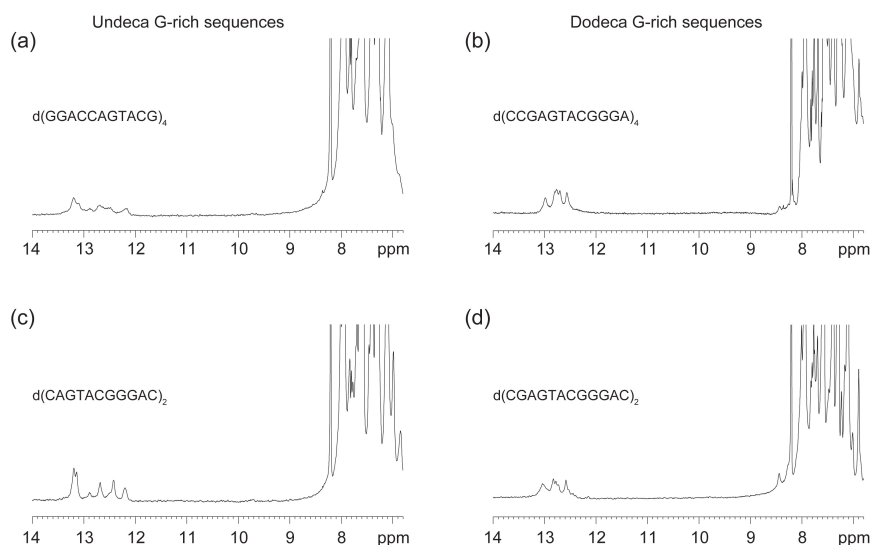 Undeca G-rich sequences
Dodeca G-rich sequences
(a)
d(GGACCAGTACG)4
14 13 12 11 10 9 8 ppm
(b)
d(CCGAGTACGGGA)4
14 13 12 11 10 9 8 ppm
(c)
d(CAGTACGGGAC)2
14 13 12 11 10 9 8 ppm
(d)
d(CGAGTACGGGAC)2
14 13 12 11 10 9 8 ppm